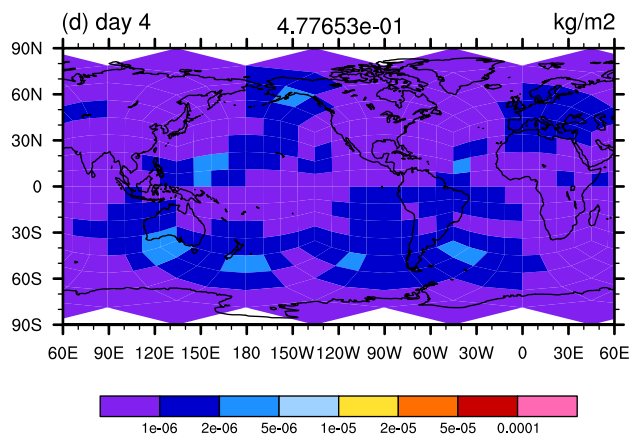 (d) day 4 4.77653e-01 kg/m2
90N
60N
30N
0
30S
60S
90S
60E 90E 120E 150E 180 150W 120W 90W 60W 30W 0 30E 60E
1e-06 2e-06 5e-06 1e-05 2e-05 5e-05 0.0001